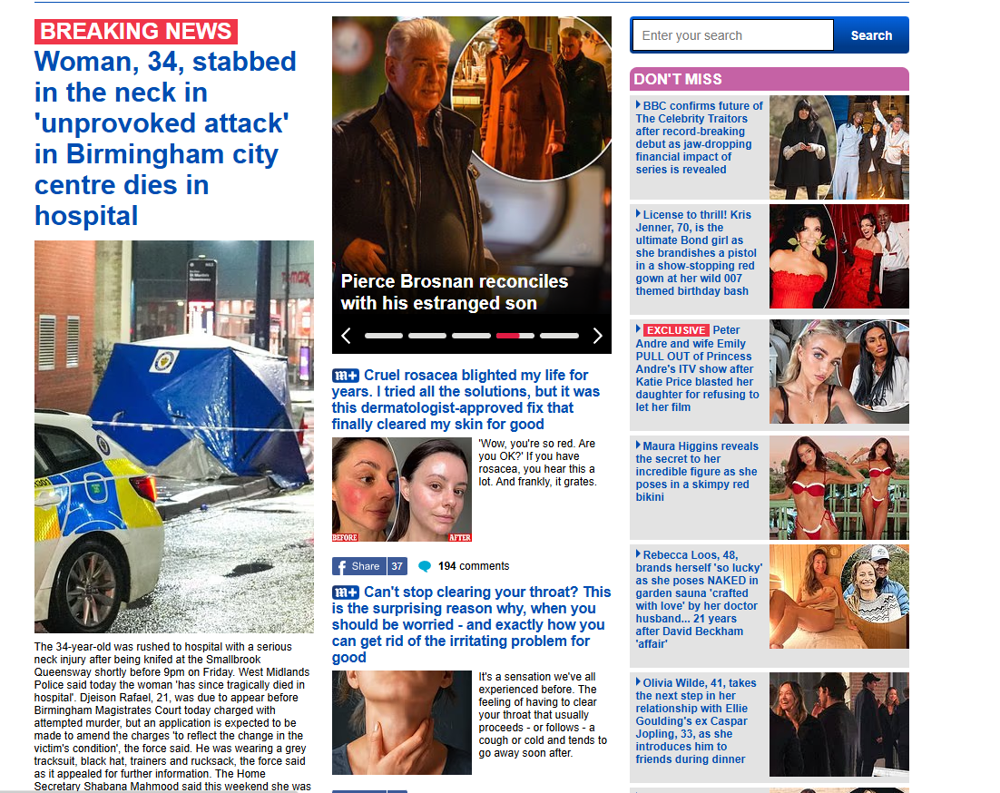 BREAKING NEWS
Woman, 34, stabbed
in the neck in
'unprovoked attack'
in Birmingham city
centre dies in
hospital
The 34-year-old was rushed to hospital with a serious
neck injury after being knifed at the Smallbrook
Queensway shortly before 9pm on Friday. West Midlands
Police said today the woman 'has since tragically died in
hospital'. Djeison Rafael, 21, was due to appear before
Birmingham Magistrates Court today charged with
attempted murder, but an application is expected to be
made to amend the charges 'to reflect the change in the
victim's condition', the force said. He was wearing a grey
tracksuit, black hat, trainers and rucksack, the force said
as it appealed for further information. The Home
Secretary Shabana Mahmood said this weekend she was
Pierce Brosnan reconciles
with his estranged son
m+ Cruel rosacea blighted my life for
years. I tried all the solutions, but it was
this dermatologist-approved fix that
finally cleared my skin for good
BEFORE
AFTER
'Wow, you're so red. Are
you OK?' If you have
rosacea, you hear this a
lot. And frankly, it grates.
f Share 37
194 comments
m+ Can't stop clearing your throat? This
is the surprising reason why, when you
should be worried - and exactly how you
can get rid of the irritating problem for
good
It's a sensation we've all
experienced before. The
feeling of having to clear
your throat that usually
proceeds - or follows - a
cough or cold and tends to
go away soon after.
Enter your search
Search
DON'T MISS
BBC confirms future of
The Celebrity Traitors
after record-breaking
debut as jaw-dropping
financial impact of
series is revealed
License to thrill! Kris
Jenner, 70, is the
ultimate Bond girl as
she brandishes a pistol
in a show-stopping red
gown at her wild 007
themed birthday bash
EXCLUSIVE Peter
Andre and wife Emily
PULL OUT of Princess
Andre's ITV show after
Katie Price blasted her
daughter for refusing to
let her film
Maura Higgins reveals
the secret to her
incredible figure as she
poses in a skimpy red
bikini
Rebecca Loos, 48,
brands herself 'so lucky'
as she poses NAKED in
garden sauna 'crafted
with love' by her doctor
husband... 21 years
after David Beckham
'affair'
Olivia Wilde, 41, takes
the next step in her
relationship with Ellie
Goulding's ex Caspar
Jopling, 33, as she
introduces him to
friends during dinner